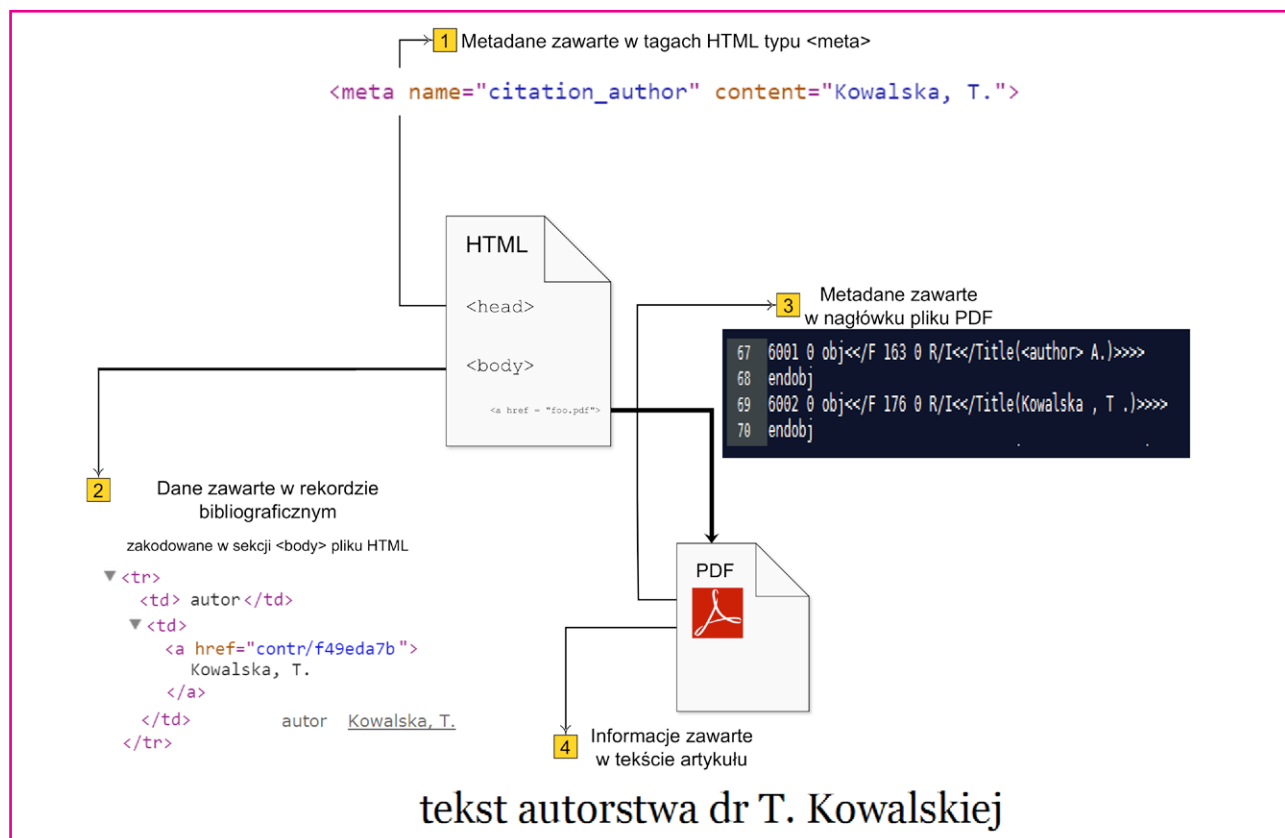 1 Metadane zawarte w tagach HTML typu <meta>
<meta name="citation_author" content="Kowalska, T.">
HTML
<head>
<body>
<a href = "foo.pdf">
3 Metadane zawarte
w nagłówku pliku PDF
67 6001 0 obj<</F 163 0 R/I<</Title(<author> A.)>>>>
68 endobj
69 6002 0 obj<</F 176 0 R/I<</Title(Kowalska , T .)>>>>
70 endobj
2 Dane zawarte w rekordzie
bibliograficznym
zakodowane w sekcji <body> pliku HTML
<tr>
<td> autor</td>
<td>
<a href="contr/f49eda7b">
Kowalska, T.
</a>
</td>
</tr>
autor Kowalska, T.
PDF
4 Informacje zawarte
w tekście artykułu
tekst autorstwa dr T. Kowalskiej